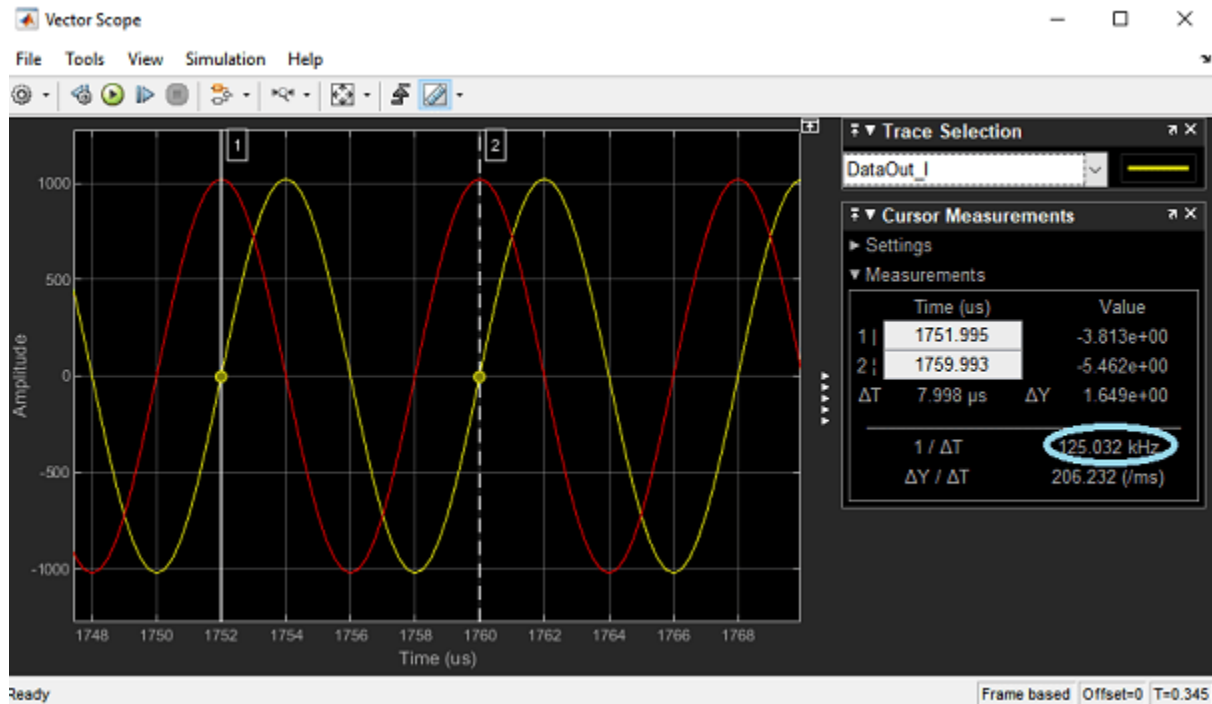 Vector Scope
File Tools View Simulation Help
1
2
1000
500
0
-500
-1000
Amplitude
1748 1750 1752 1754 1756 1758 1760 1762 1764 1766 1768
Time (us)
Trace Selection
DataOut_I
Cursor Measurements
Settings
Measurements
Time (us) Value
1 | 1751.995 -3.813e+00
2 ¦ 1759.993 -5.462e+00
ΔT 7.998 µs ΔY 1.649e+00
1 / ΔT 125.032 kHz
ΔY / ΔT 206.232 (/ms)
Ready
Frame based Offset=0 T=0.345